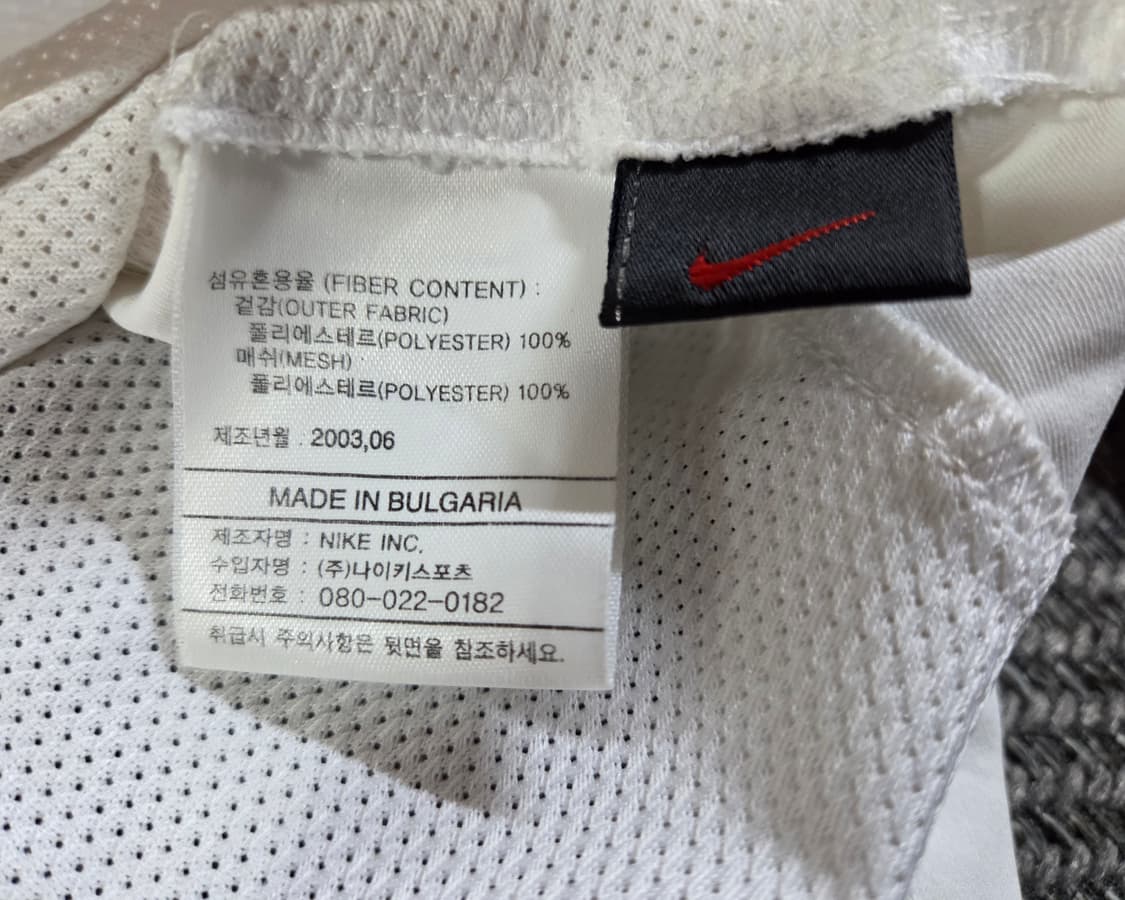 섬유혼용율 (FIBER CONTENT) :
겉감(OUTER FABRIC)
폴리에스테르(POLYESTER) 100%
매쉬(MESH) :
폴리에스테르(POLYESTER) 100%
제조년월 : 2003,06
MADE IN BULGARIA
제조자명 : NIKE INC.
수입자명 : (주)나이키스포츠
전화번호 : 080-022-0182
취급시 주의사항은 뒷면을 참조하세요.